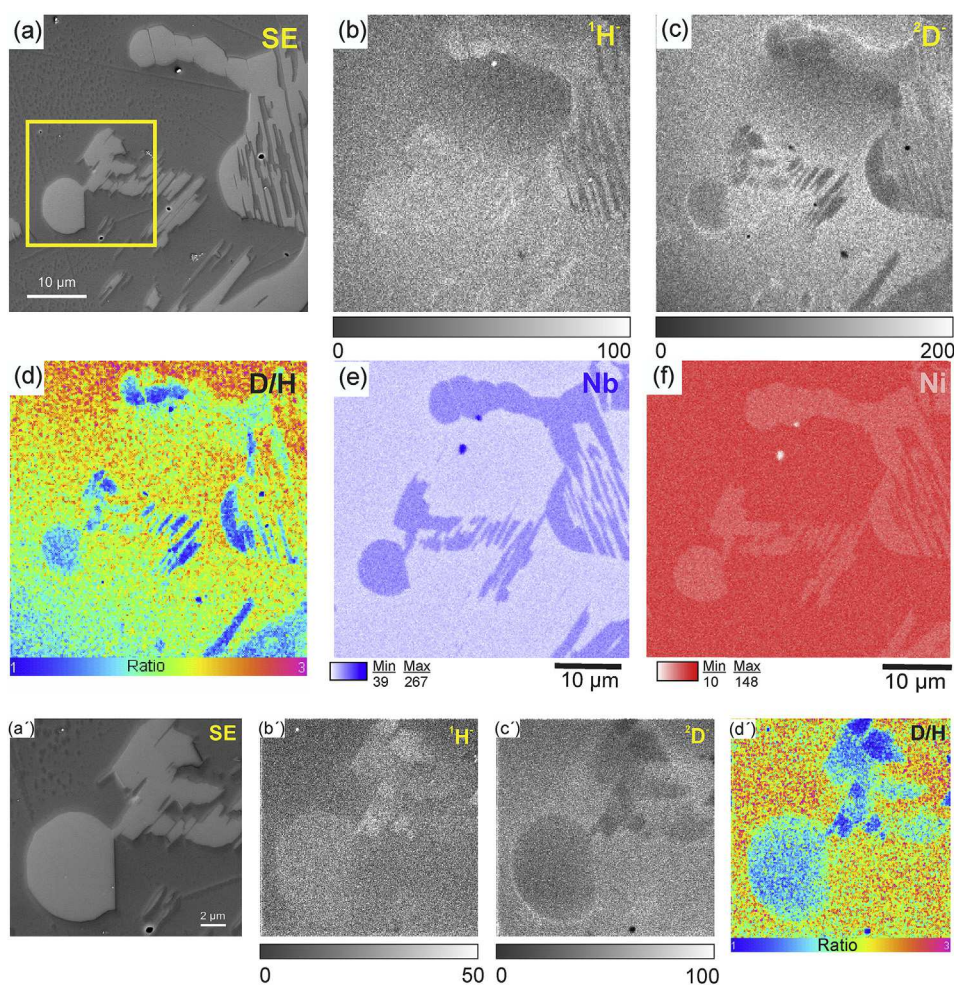 (a) SE
10 µm
(b) ¹H⁻
0 100
(c) ²D⁻
0 200
(d) D/H
1 Ratio 3
(e) Nb
Min Max
39 267
10 µm
(f) Ni
Min Max
10 148
10 µm
(a´) SE
2 µm
(b´) ¹H⁻
0 50
(c´) ²D⁻
0 100
(d´) D/H
1 Ratio 3